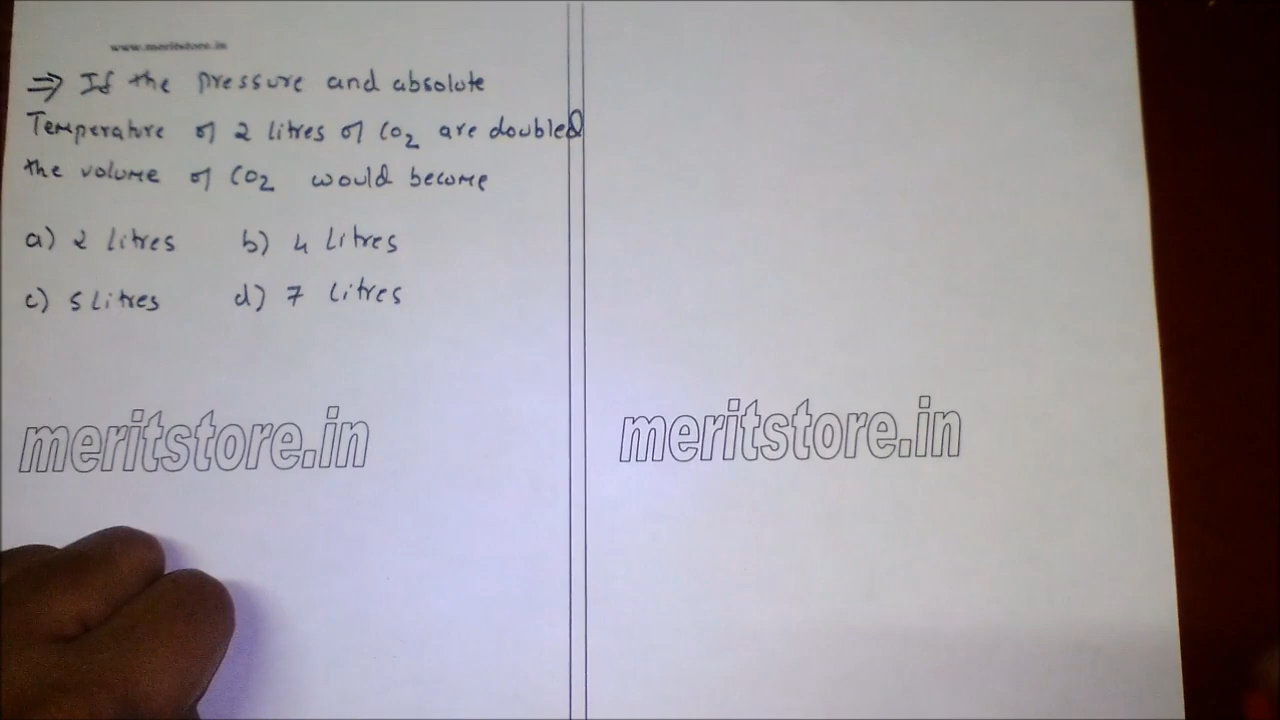 www.meritstore.in
⇒ If the pressure and absolute
Temperature of 2 litres of CO2 are doubled
the volume of CO2 would become
a) 2 litres b) 4 litres
c) 5 litres d) 7 litres
meritstore.in meritstore.in